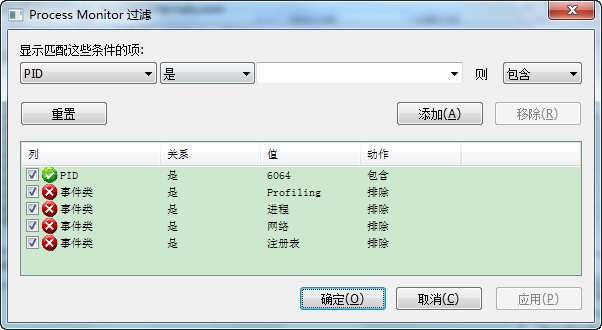 Process Monitor 过滤
显示匹配这些条件的项:
PID 是 则 包含
重置 添加(A) 移除(R)
列 关系 值 动作
PID 是 6064 包含
事件类 是 Profiling 排除
事件类 是 进程 排除
事件类 是 网络 排除
事件类 是 注册表 排除
确定(O) 取消(C) 应用(P)